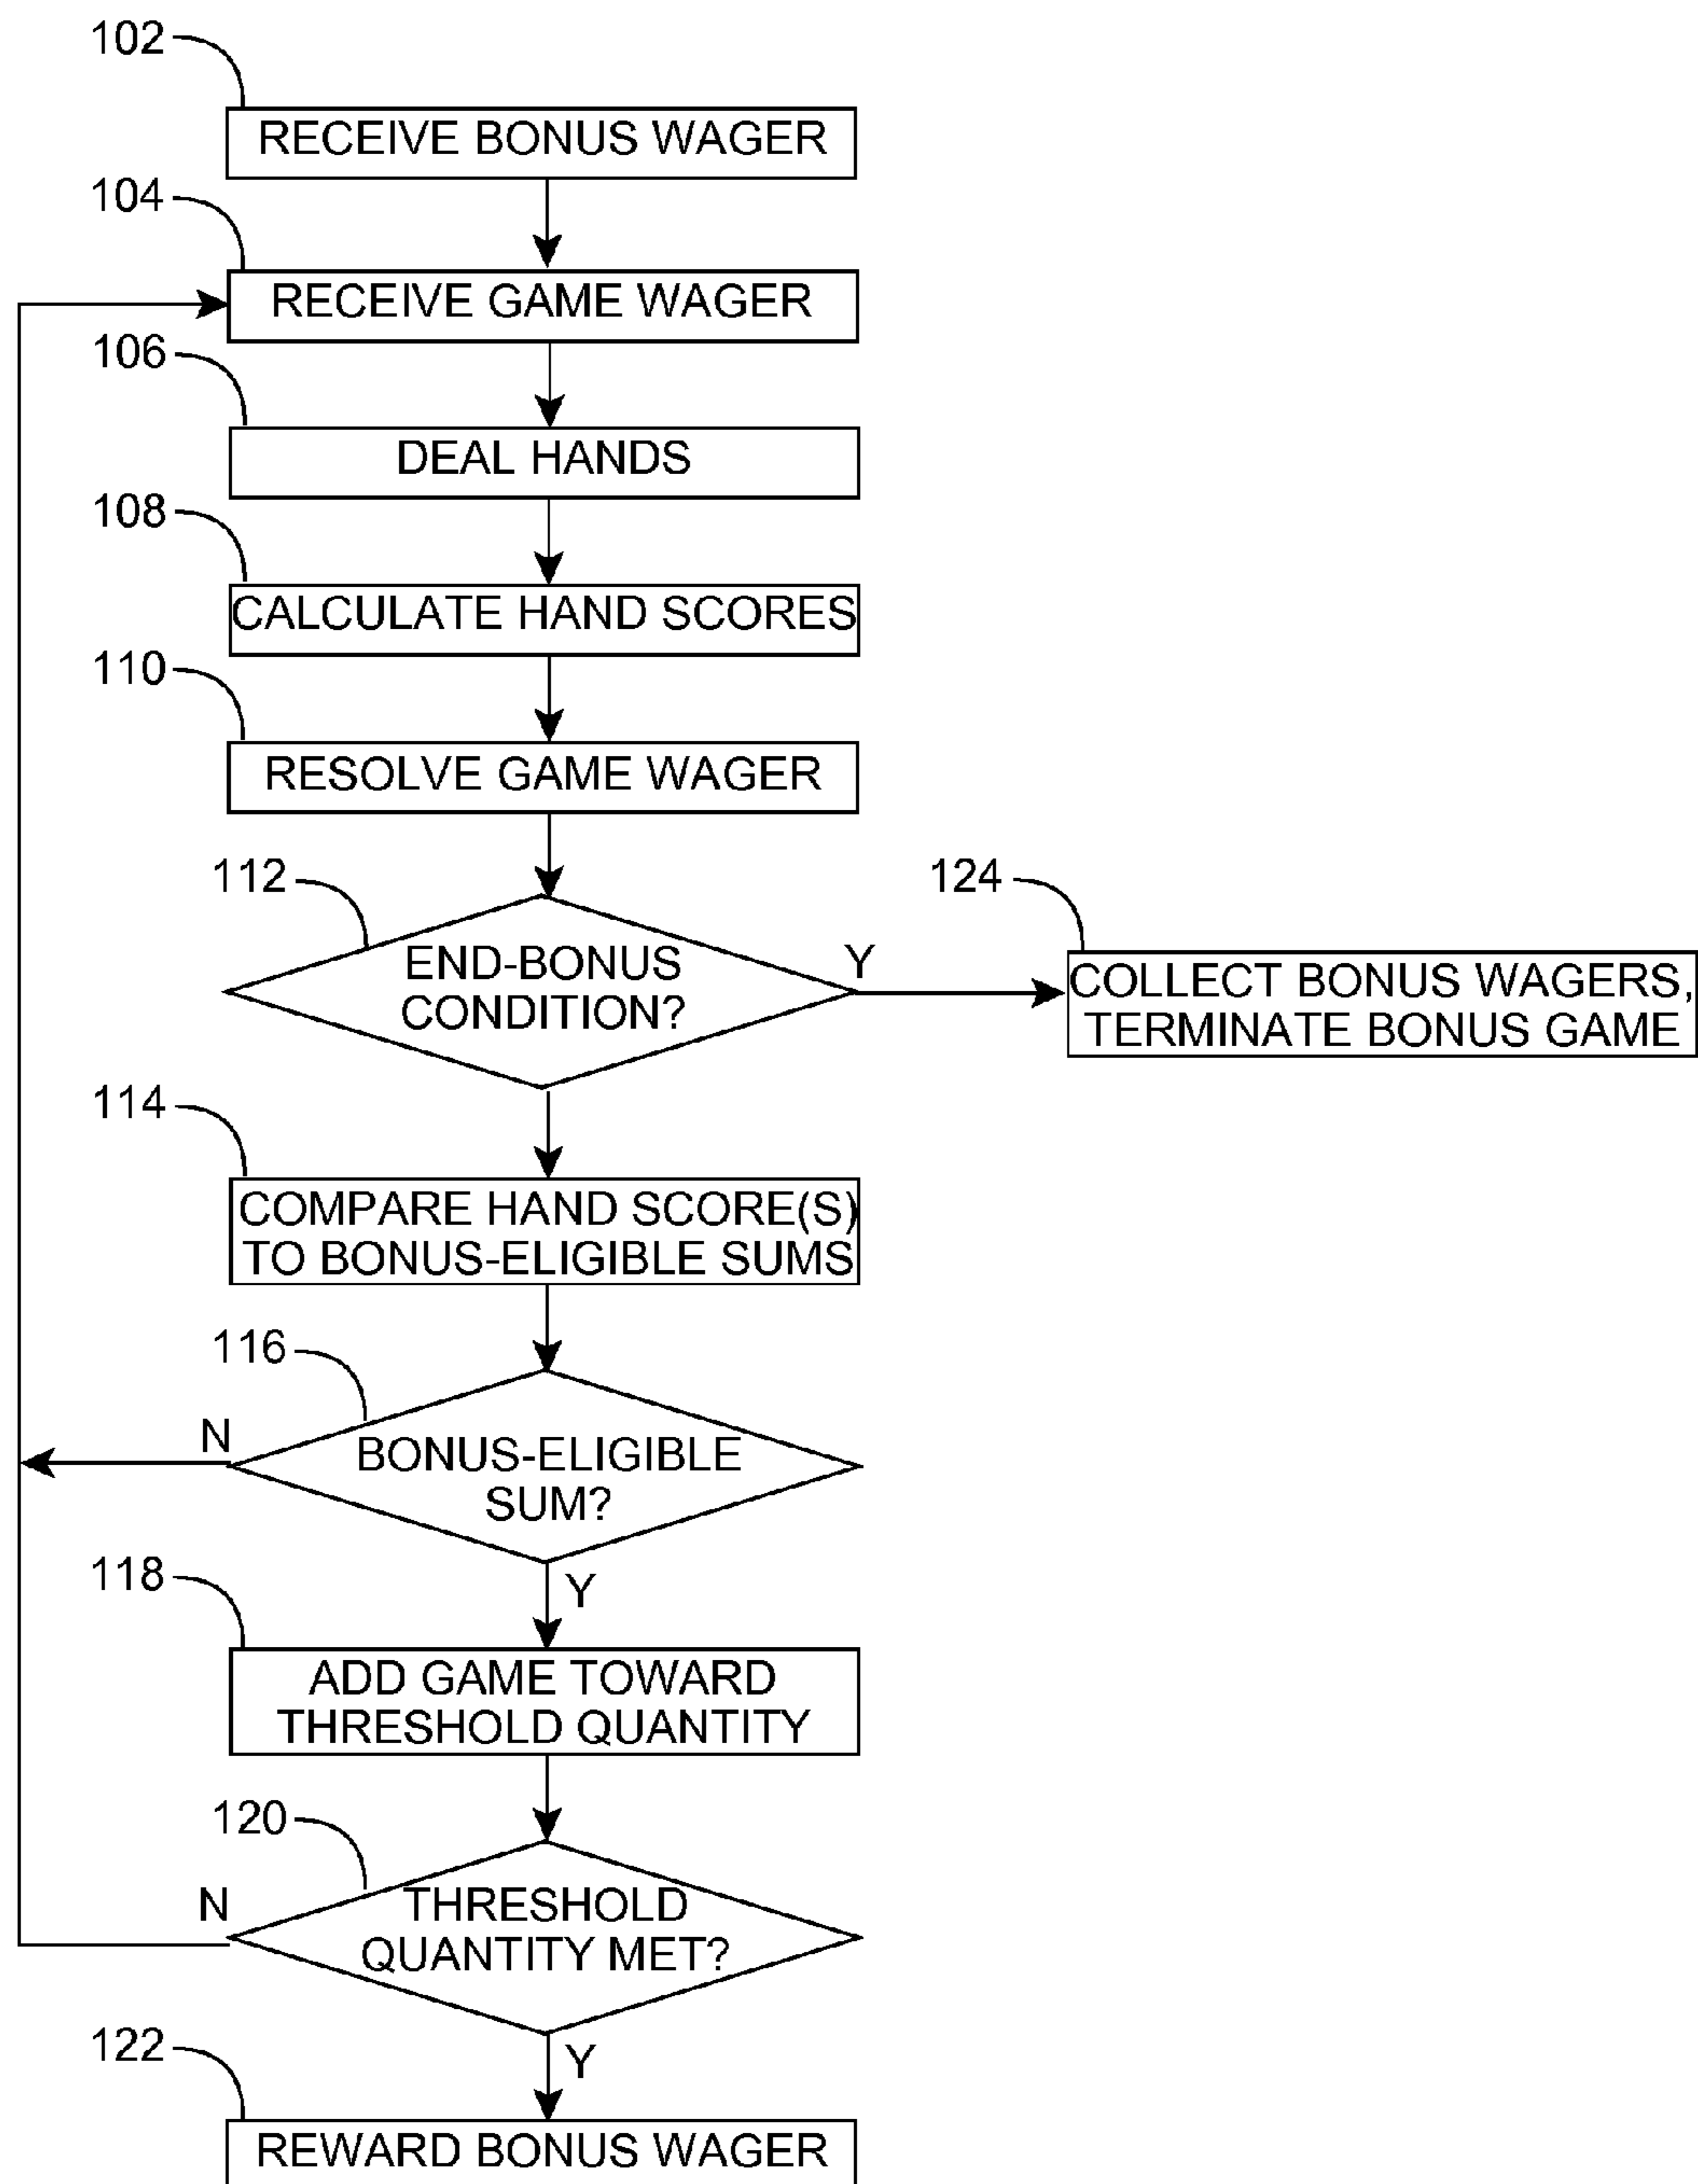 102
RECEIVE BONUS WAGER
104
RECEIVE GAME WAGER
106
DEAL HANDS
108
CALCULATE HAND SCORES
110
RESOLVE GAME WAGER
112
END-BONUS
CONDITION?
Y
124
COLLECT BONUS WAGERS,
TERMINATE BONUS GAME
114
COMPARE HAND SCORE(S)
TO BONUS-ELIGIBLE SUMS
116
N
BONUS-ELIGIBLE
SUM?
Y
118
ADD GAME TOWARD
THRESHOLD QUANTITY
120
N
THRESHOLD
QUANTITY MET?
Y
122
REWARD BONUS WAGER